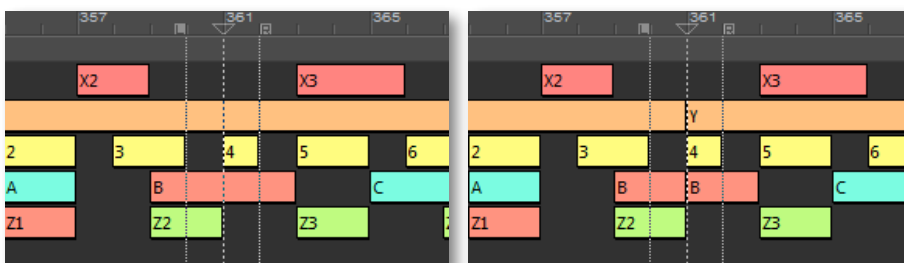 357 361 365
L R
X2 X3
2 3 4 5 6
A B C
Z1 Z2 Z3
357 361 365
L R
X2 X3
Y
2 3 4 5 6
A B B C
Z1 Z2 Z3